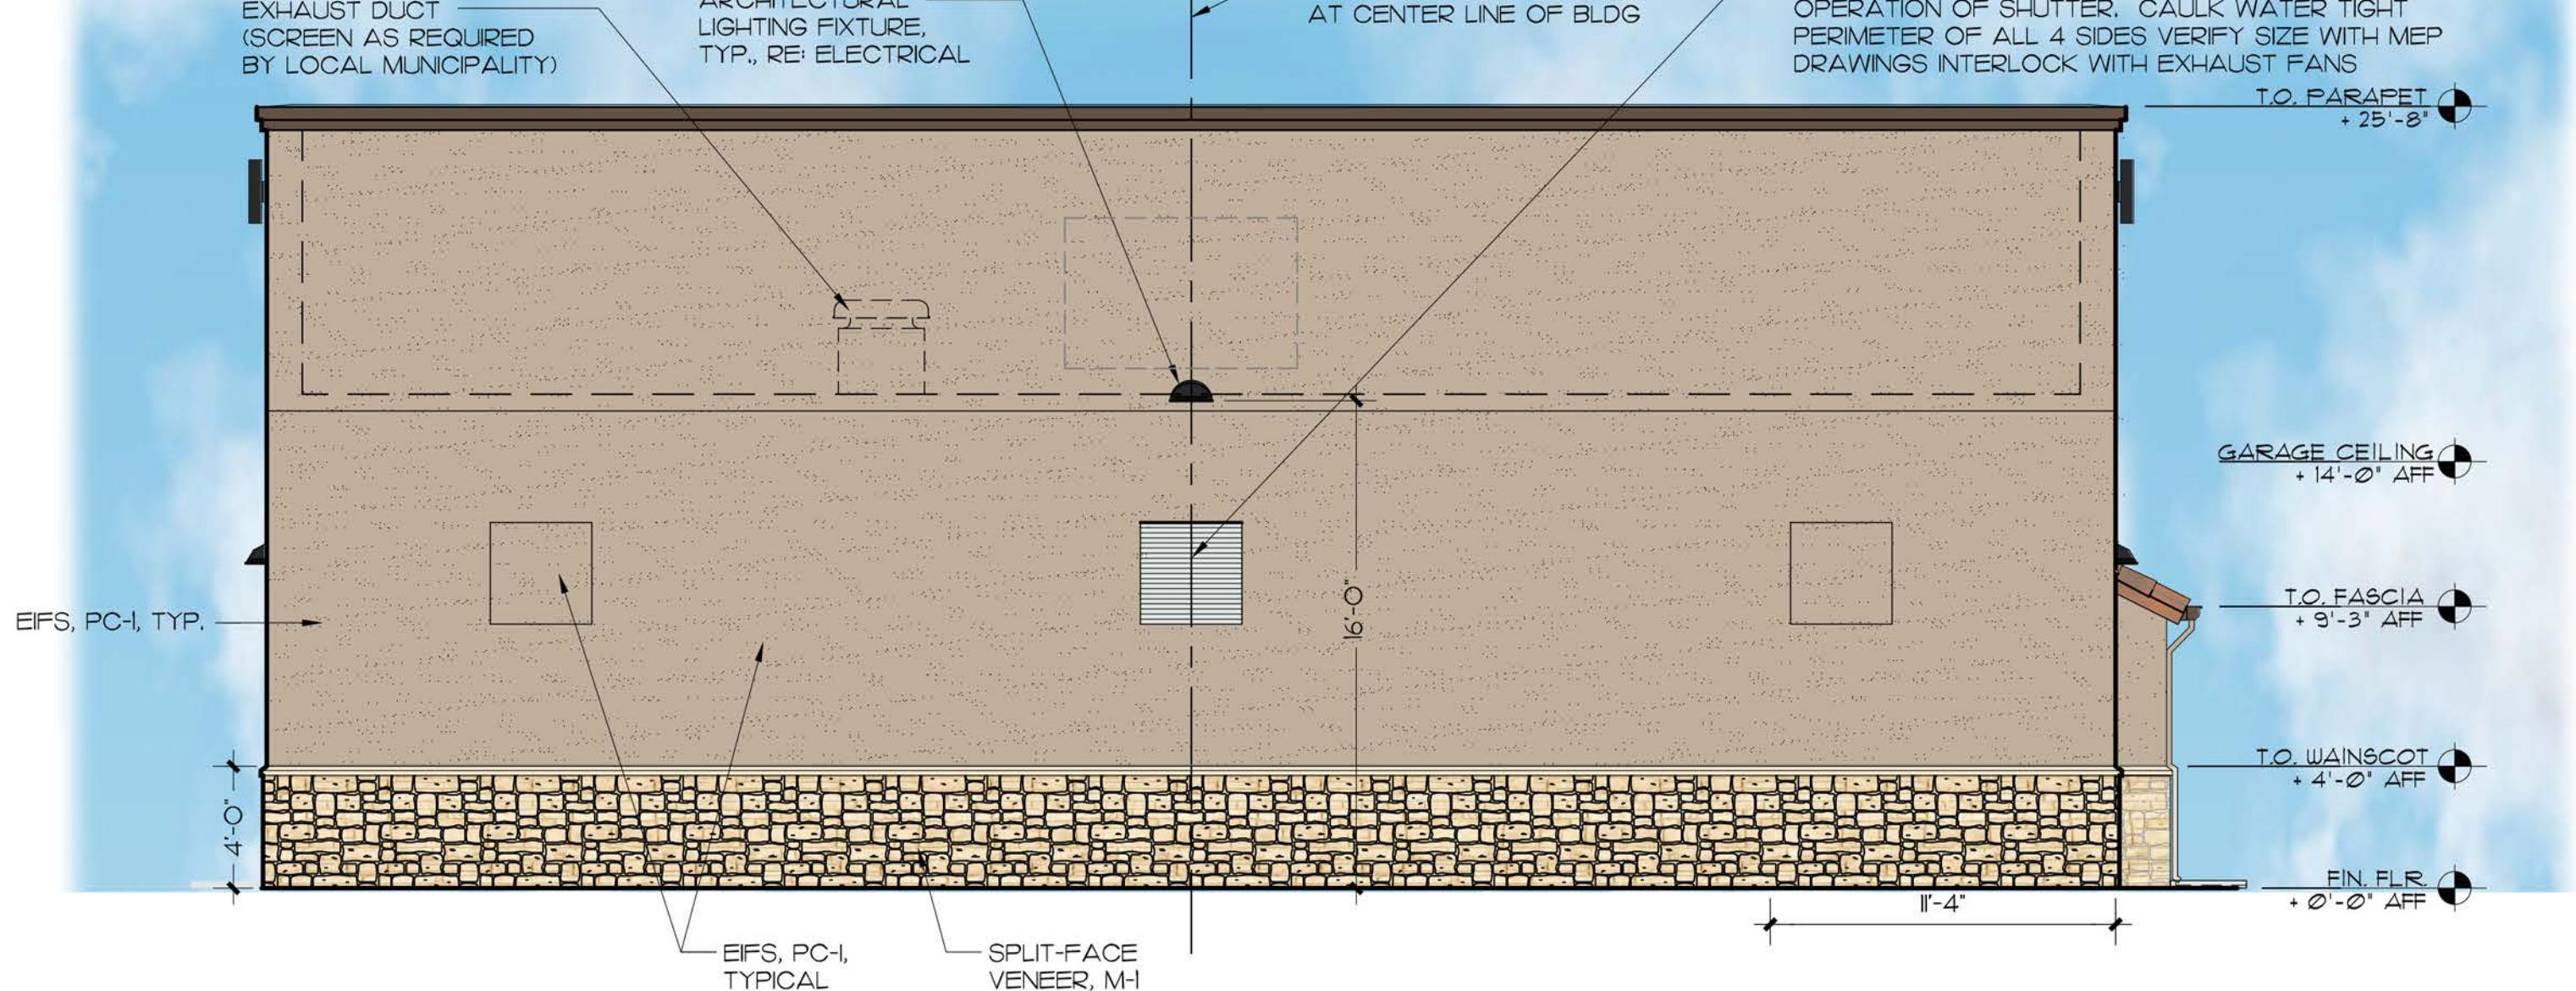 EXHAUST DUCT
(SCREEN AS REQUIRED
BY LOCAL MUNICIPALITY)
ARCHITECTURAL
LIGHTING FIXTURE,
TYP., RE: ELECTRICAL
AT CENTER LINE OF BLDG
OPERATION OF SHUTTER. CAULK WATER TIGHT
PERIMETER OF ALL 4 SIDES VERIFY SIZE WITH MEP
DRAWINGS INTERLOCK WITH EXHAUST FANS
T.O. PARAPET
+ 25'-8"
GARAGE CEILING
+ 14'-0" AFF
T.O. FASCIA
+ 9'-3" AFF
EIFS, PC-1, TYP.
16'-0"
T.O. WAINSCOT
+ 4'-0" AFF
4'-0"
FIN. FLR.
+ 0'-0" AFF
11'-4"
EIFS, PC-1,
TYPICAL
SPLIT-FACE
VENEER, M-1